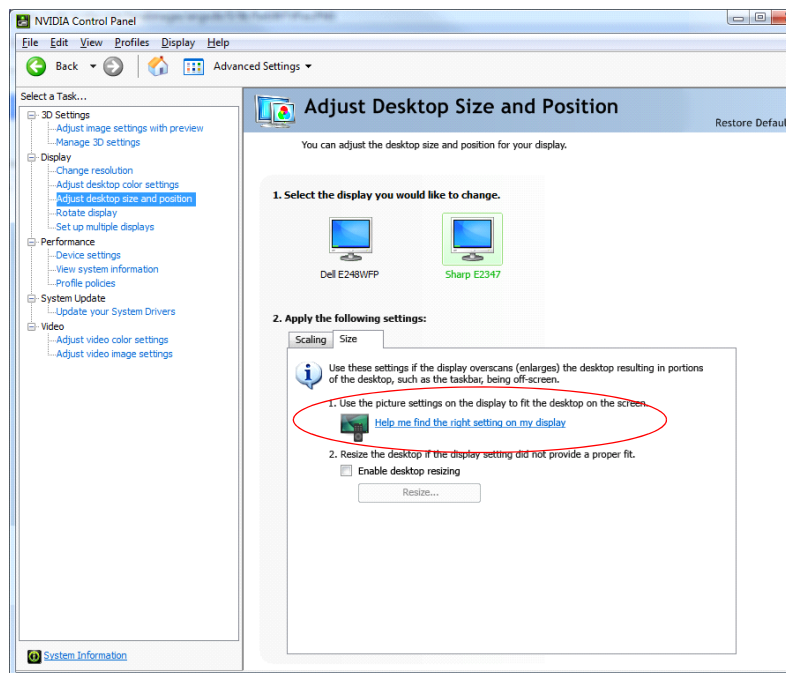 NVIDIA Control Panel
File Edit View Profiles Display Help
Back Advanced Settings
Select a Task...
3D Settings
Adjust image settings with preview
Manage 3D settings
Display
Change resolution
Adjust desktop color settings
Adjust desktop size and position
Rotate display
Set up multiple displays
Performance
Device settings
View system information
Profile policies
System Update
Update your System Drivers
Video
Adjust video color settings
Adjust video image settings
System Information
Adjust Desktop Size and Position
Restore Defaul
You can adjust the desktop size and position for your display.
1. Select the display you would like to change.
Dell E248WFP Sharp E2347
2. Apply the following settings:
Scaling Size
Use these settings if the display overscans (enlarges) the desktop resulting in portions
of the desktop, such as the taskbar, being off-screen.
1. Use the picture settings on the display to fit the desktop on the screen.
Help me find the right setting on my display
2. Resize the desktop if the display setting did not provide a proper fit.
Enable desktop resizing
Resize...